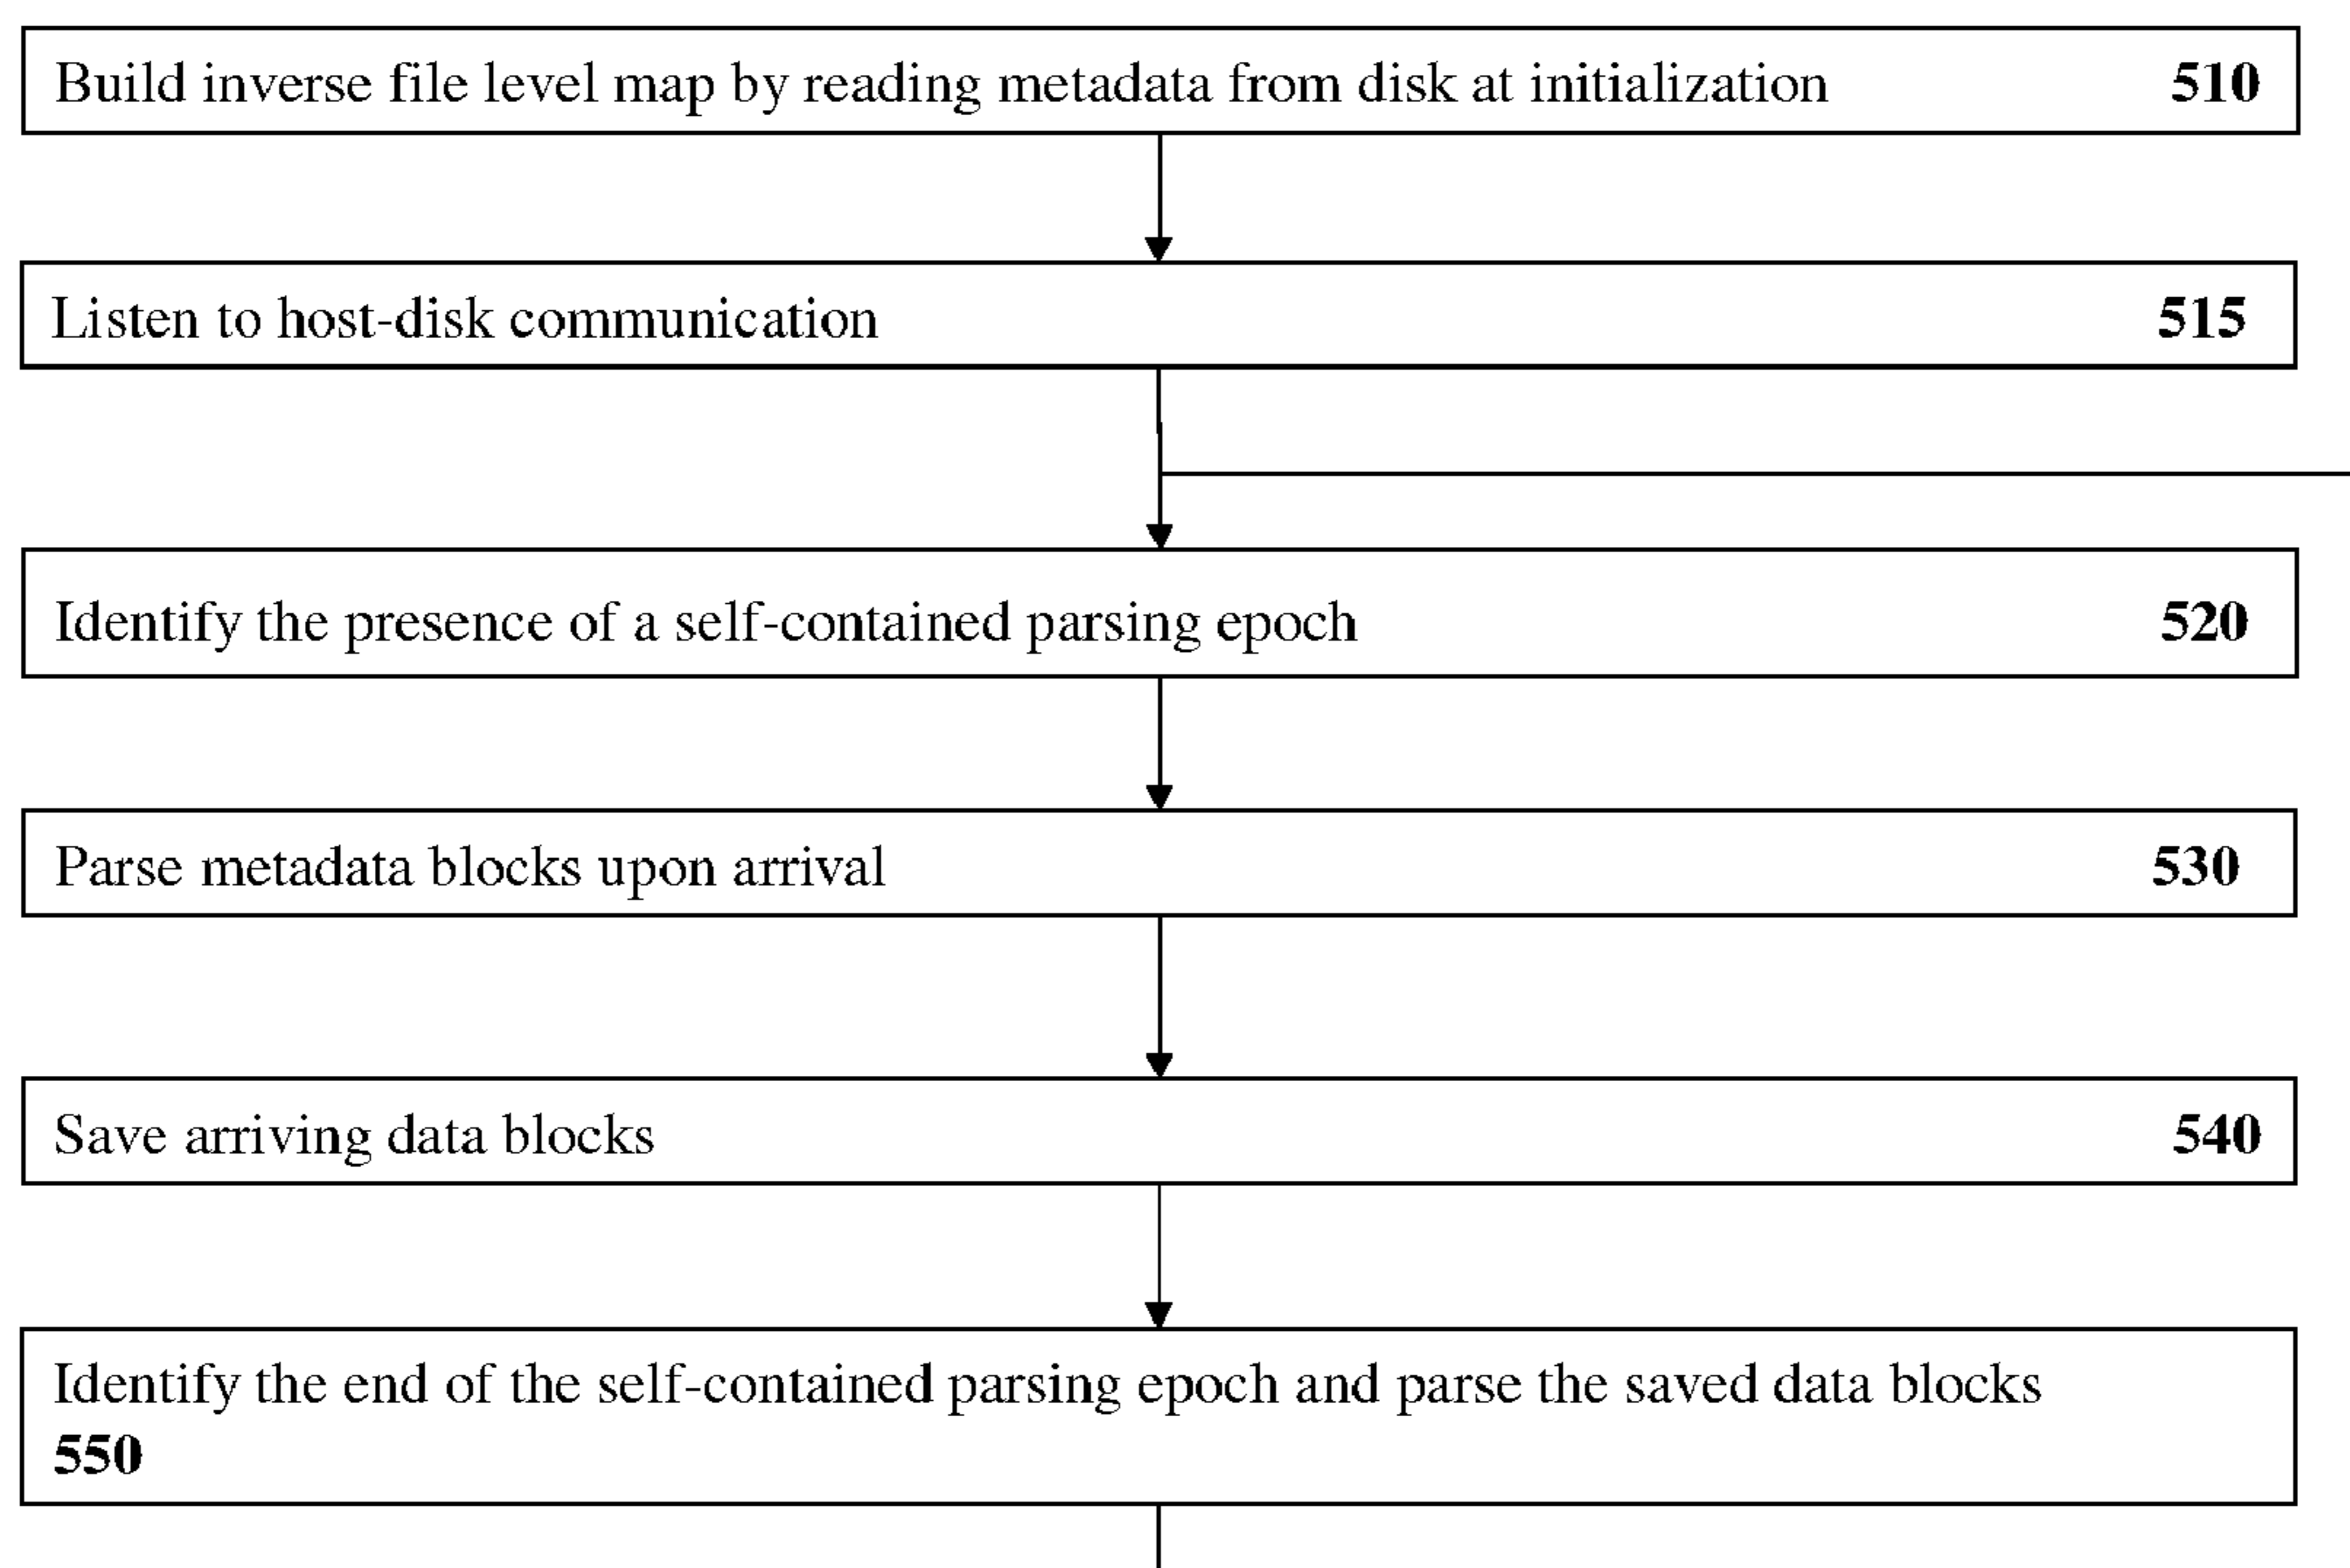 Build inverse file level map by reading metadata from disk at initialization 510
Listen to host-disk communication 515
Identify the presence of a self-contained parsing epoch 520
Parse metadata blocks upon arrival 530
Save arriving data blocks 540
Identify the end of the self-contained parsing epoch and parse the saved data blocks
550